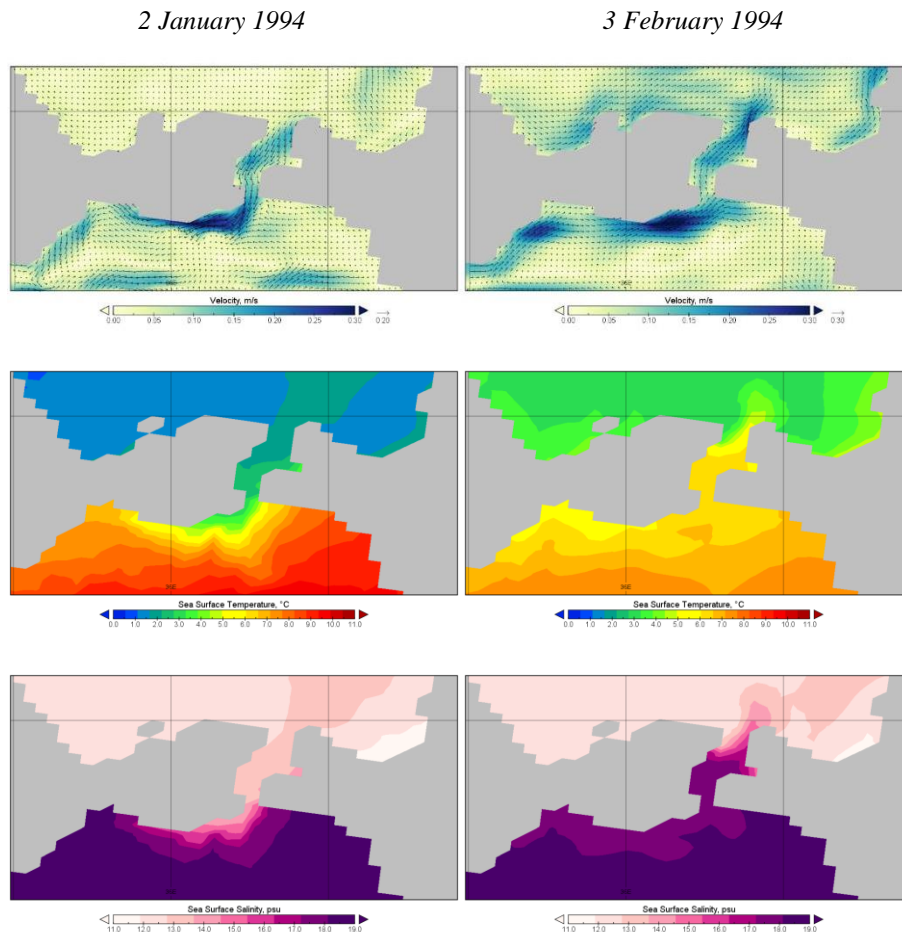 2 January 1994
3 February 1994
36E
36E
Velocity, m/s
0.00 0.05 0.10 0.15 0.20 0.25 0.30 0.20
Velocity, m/s
0.00 0.05 0.10 0.15 0.20 0.25 0.30 0.30
36E
36E
Sea Surface Temperature, °C
0.0 1.0 2.0 3.0 4.0 5.0 6.0 7.0 8.0 9.0 10.0 11.0
Sea Surface Temperature, °C
0.0 1.0 2.0 3.0 4.0 5.0 6.0 7.0 8.0 9.0 10.0 11.0
Sea Surface Salinity, psu
11.0 12.0 13.0 14.0 15.0 16.0 17.0 18.0 19.0
Sea Surface Salinity, psu
11.0 12.0 13.0 14.0 15.0 16.0 17.0 18.0 19.0